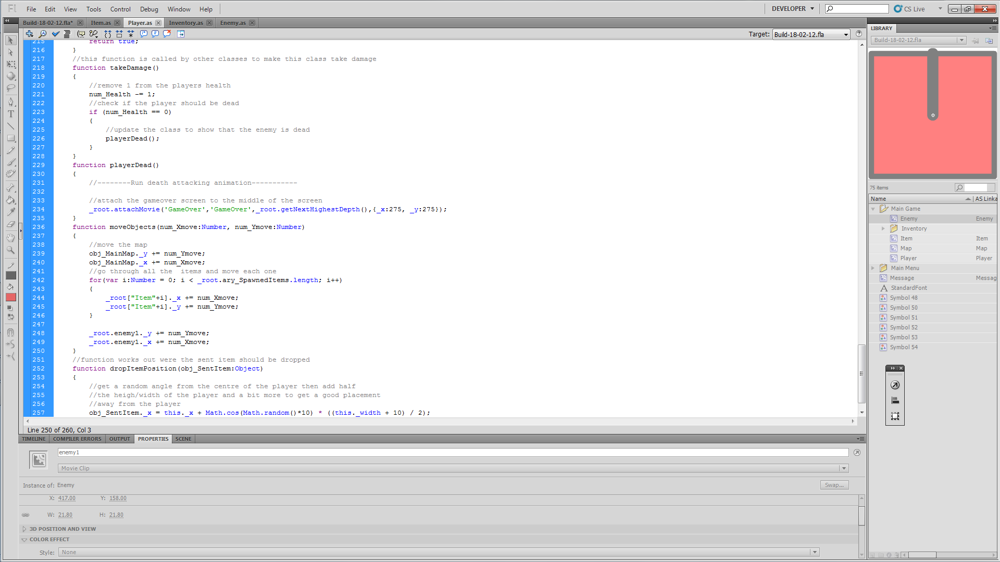 Fl File Edit View Tools Control Debug Window Help DEVELOPER CS Live
Build-18-02-12.fla* Item.as Player.as Inventory.as Enemy.as
Target: Build-18-02-12.fla
215 return true;
216 }
217 //this function is called by other classes to make this class take damage
218 function takeDamage()
219 {
220 //remove 1 from the players health
221 num_Health -= 1;
222 //check if the player should be dead
223 if (num_Health == 0)
224 {
225 //update the class to show that the enemy is dead
226 playerDead();
227 }
228 }
229 function playerDead()
230 {
231 //--------Run death attacking animation-----------
232
233 //attach the gameover screen to the middle of the screen
234 _root.attachMovie('GameOver','GameOver',_root.getNextHighestDepth(),{_x:275, _y:275});
235 }
236 function moveObjects(num_Xmove:Number, num_Ymove:Number)
237 {
238 //move the map
239 obj_MainMap._y += num_Ymove;
240 obj_MainMap._x += num_Xmove;
241 //go through all the  items and move each one
242 for(var i:Number = 0; i < _root.ary_SpawnedItems.length; i++)
243 {
244 _root["Item"+i]._x += num_Xmove;
245 _root["Item"+i]._y += num_Ymove;
246 }
247
248 _root.enemy1._y += num_Ymove;
249 _root.enemy1._x += num_Xmove;
250 }
251 //function works out were the sent item should be dropped
252 function dropItemPosition(obj_SentItem:Object)
253 {
254 //get a random angle from the centre of the player then add half
255 //the heigh/width of the player and a bit more to get a good placement
256 //away from the player
257 obj_SentItem._x = this._x + Math.cos(Math.random()*10) * ((this._width + 10) / 2);
Line 250 of 260, Col 3
TIMELINE COMPILER ERRORS OUTPUT PROPERTIES SCENE
enemy1
Movie Clip
Instance of: Enemy Swap...
X: 417.00 Y: 158.00
W: 21.80 H: 21.80
3D POSITION AND VIEW
COLOR EFFECT
Style: None
LIBRARY
Build-18-02-12.fla
75 items
Name AS Linka
Main Game
Enemy Enemy
Inventory
Item Item
Map Map
Player Player
Main Menu
Message Messag
StandardFont
Symbol 48
Symbol 50
Symbol 51
Symbol 52
Symbol 53
Symbol 54